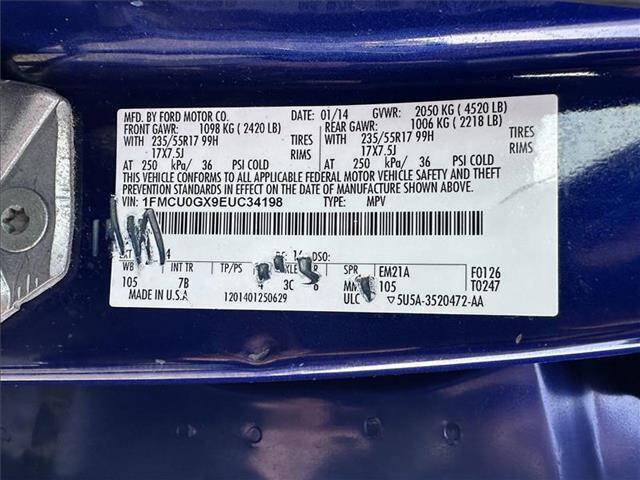 MFD. BY FORD MOTOR CO. 01/14 GVWR: 2050 KG ( 4520 LB)
FRONT GAWR: 1098 KG ( 2420 LB) REAR GAWR: 1006 KG ( 2218 LB)
WITH 235/55R17 99H TIRES WITH 235/55R17 99H TIRES
17X7.5J RIMS 17X7.5J RIMS
AT 250 kPa/ 36 PSI COLD AT 250 kPa/ 36 PSI COLD
THIS VEHICLE CONFORMS TO ALL APPLICABLE FEDERAL MOTOR VEHICLE SAFETY AND THEFT
PREVENTION STANDARDS IN EFFECT ON THE DATE OF MANUFACTURE SHOWN ABOVE.
VIN: 1FMCU0GX9EUC34198 TYPE: MPV
DSO:
WB INT TR TP/PS R SPR EM21A F0126
105 7B 3C 6 105 T0247
MADE IN U.S.A 1201401250629 ULC 5U5A-3520472-AA